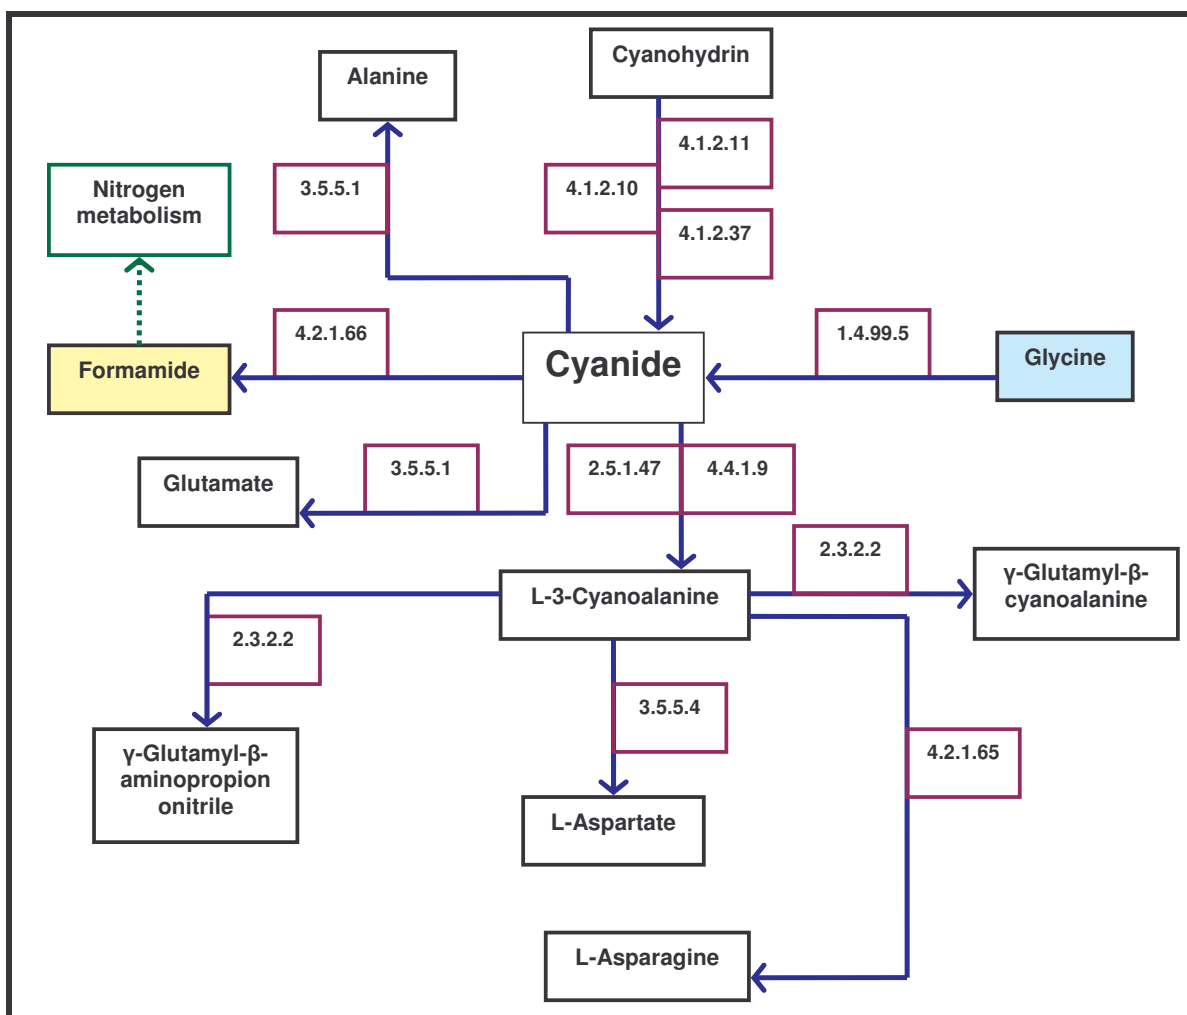 Cyanohydrin
Alanine
4.1.2.11
Nitrogen
metabolism
3.5.5.1
4.1.2.10
4.1.2.37
4.2.1.66
1.4.99.5
Formamide
Cyanide
Glycine
Glutamate
3.5.5.1
2.5.1.47
4.4.1.9
2.3.2.2
L-3-Cyanoalanine
γ-Glutamyl-β-
cyanoalanine
2.3.2.2
3.5.5.4
γ-Glutamyl-β-
aminopropion
onitrile
4.2.1.65
L-Aspartate
L-Asparagine